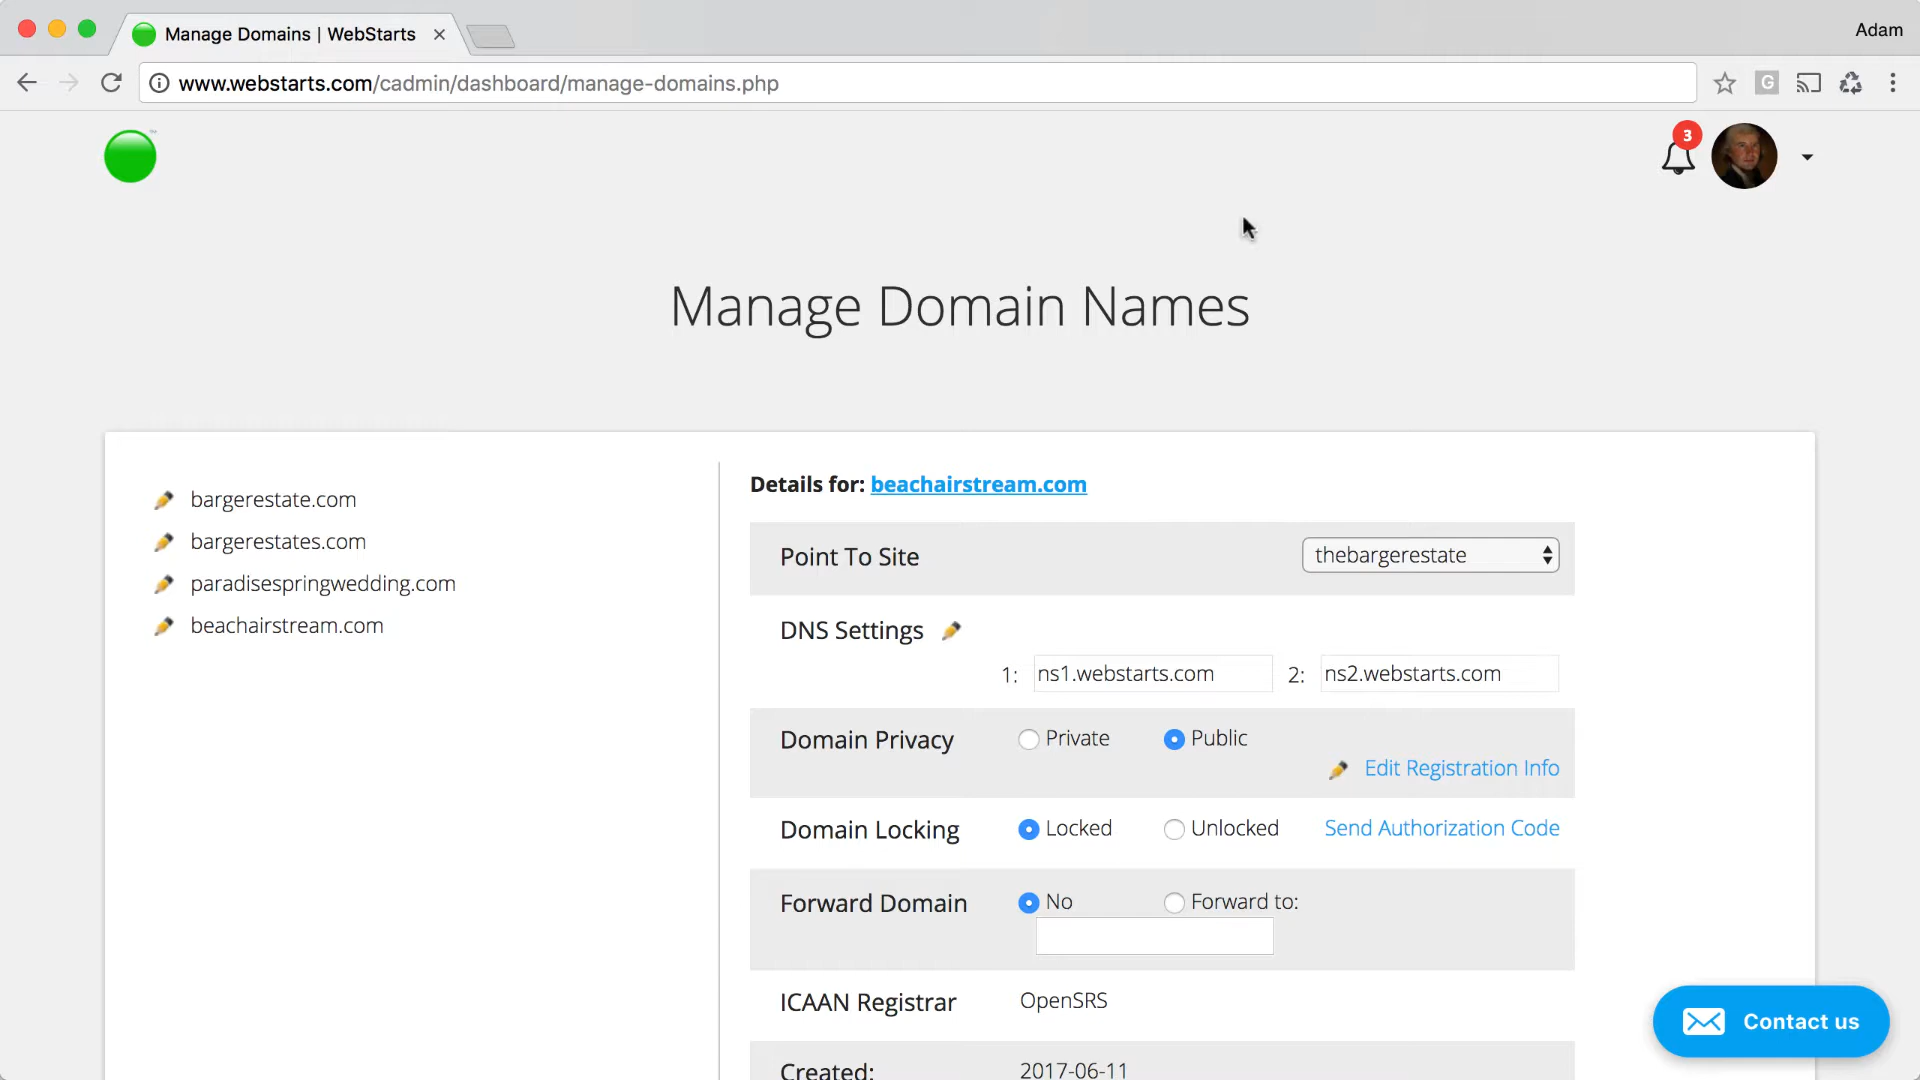 Manage Domains | WebStarts
Adam
www.webstarts.com/cadmin/dashboard/manage-domains.php
G
3
Manage Domain Names
bargerestate.com
bargerestates.com
paradisespringwedding.com
beachairstream.com
Details for: beachairstream.com
Point To Site thebargerestate
DNS Settings
1: ns1.webstarts.com 2: ns2.webstarts.com
Domain Privacy Private Public
Edit Registration Info
Domain Locking Locked Unlocked Send Authorization Code
Forward Domain No Forward to:
ICAAN Registrar OpenSRS
Created: 2017-06-11
Contact us